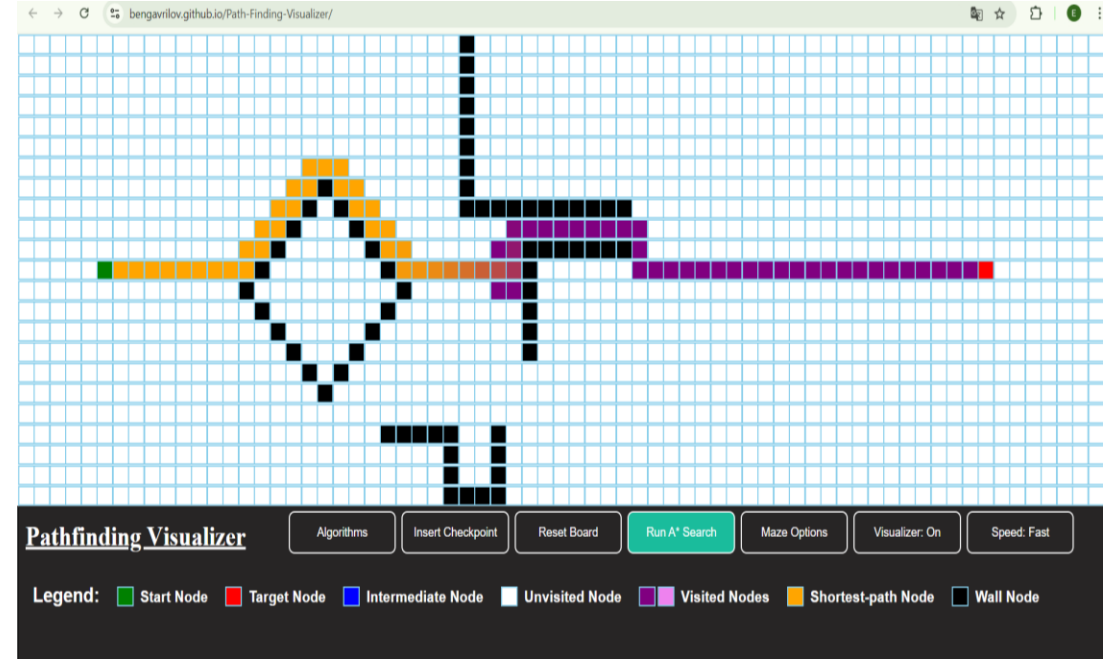 bengavrilov.github.io/Path-Finding-Visualizer/
E
Pathfinding Visualizer
Algorithms
Insert Checkpoint
Reset Board
Run A* Search
Maze Options
Visualizer: On
Speed: Fast
Legend:
Start Node
Target Node
Intermediate Node
Unvisited Node
Visited Nodes
Shortest-path Node
Wall Node